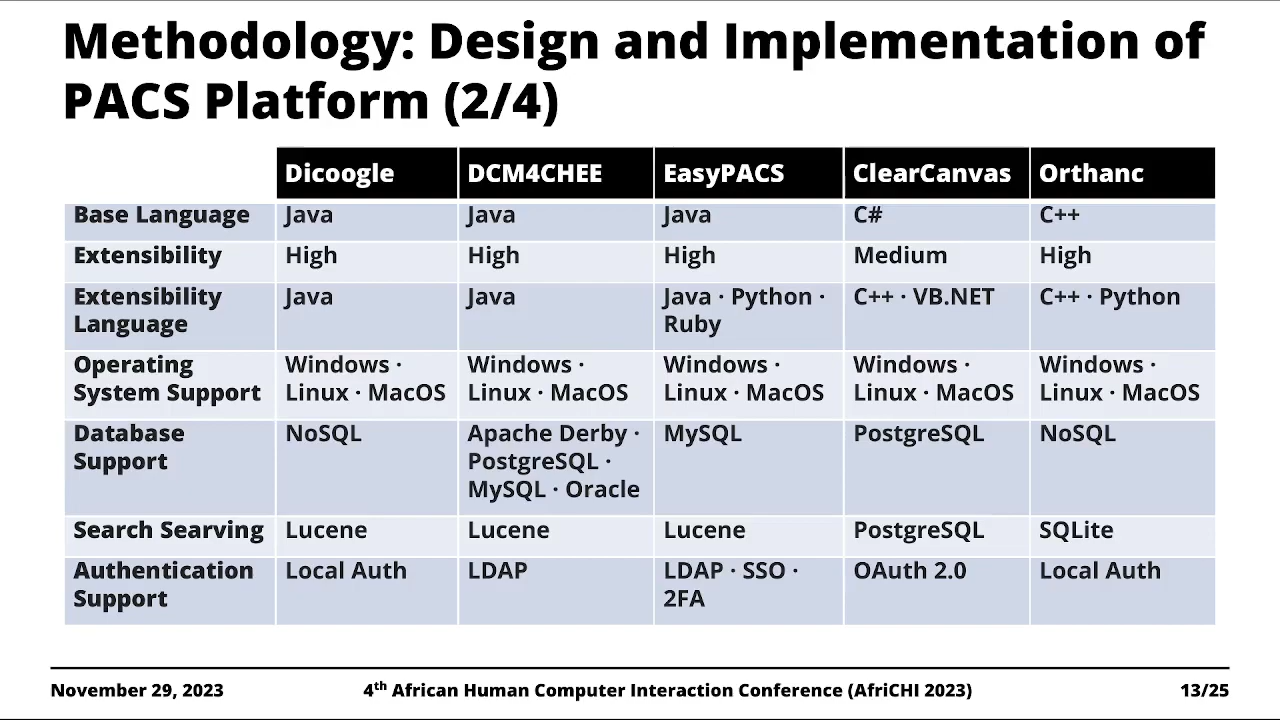 Methodology: Design and Implementation of
PACS Platform (2/4)
Dicoogle DCM4CHEE EasyPACS ClearCanvas Orthanc
Base Language Java Java Java C# C++
Extensibility High High High Medium High
Extensibility Java Java Java · Python · C++ · VB.NET C++ · Python
Language Ruby
Operating Windows · Windows · Windows · Windows · Windows ·
System Support Linux · MacOS Linux · MacOS Linux · MacOS Linux · MacOS Linux · MacOS
Database NoSQL Apache Derby · MySQL PostgreSQL NoSQL
Support PostgreSQL ·
MySQL · Oracle
Search Searving Lucene Lucene Lucene PostgreSQL SQLite
Authentication Local Auth LDAP LDAP · SSO · OAuth 2.0 Local Auth
Support 2FA
November 29, 2023 4th African Human Computer Interaction Conference (AfriCHI 2023) 13/25